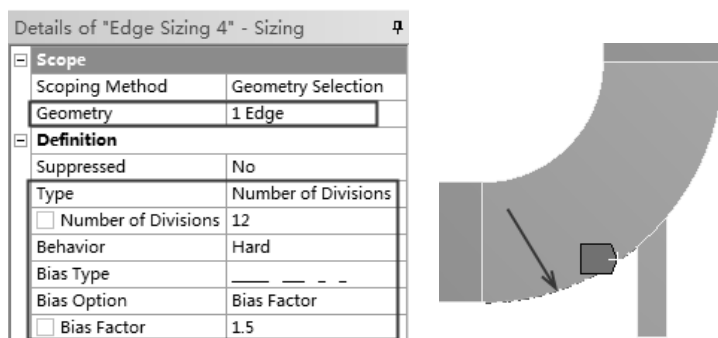 Details of "Edge Sizing 4" - Sizing
Scope
Scoping Method Geometry Selection
Geometry 1 Edge
Definition
Suppressed No
Type Number of Divisions
Number of Divisions 12
Behavior Hard
Bias Type
Bias Option Bias Factor
Bias Factor 1.5